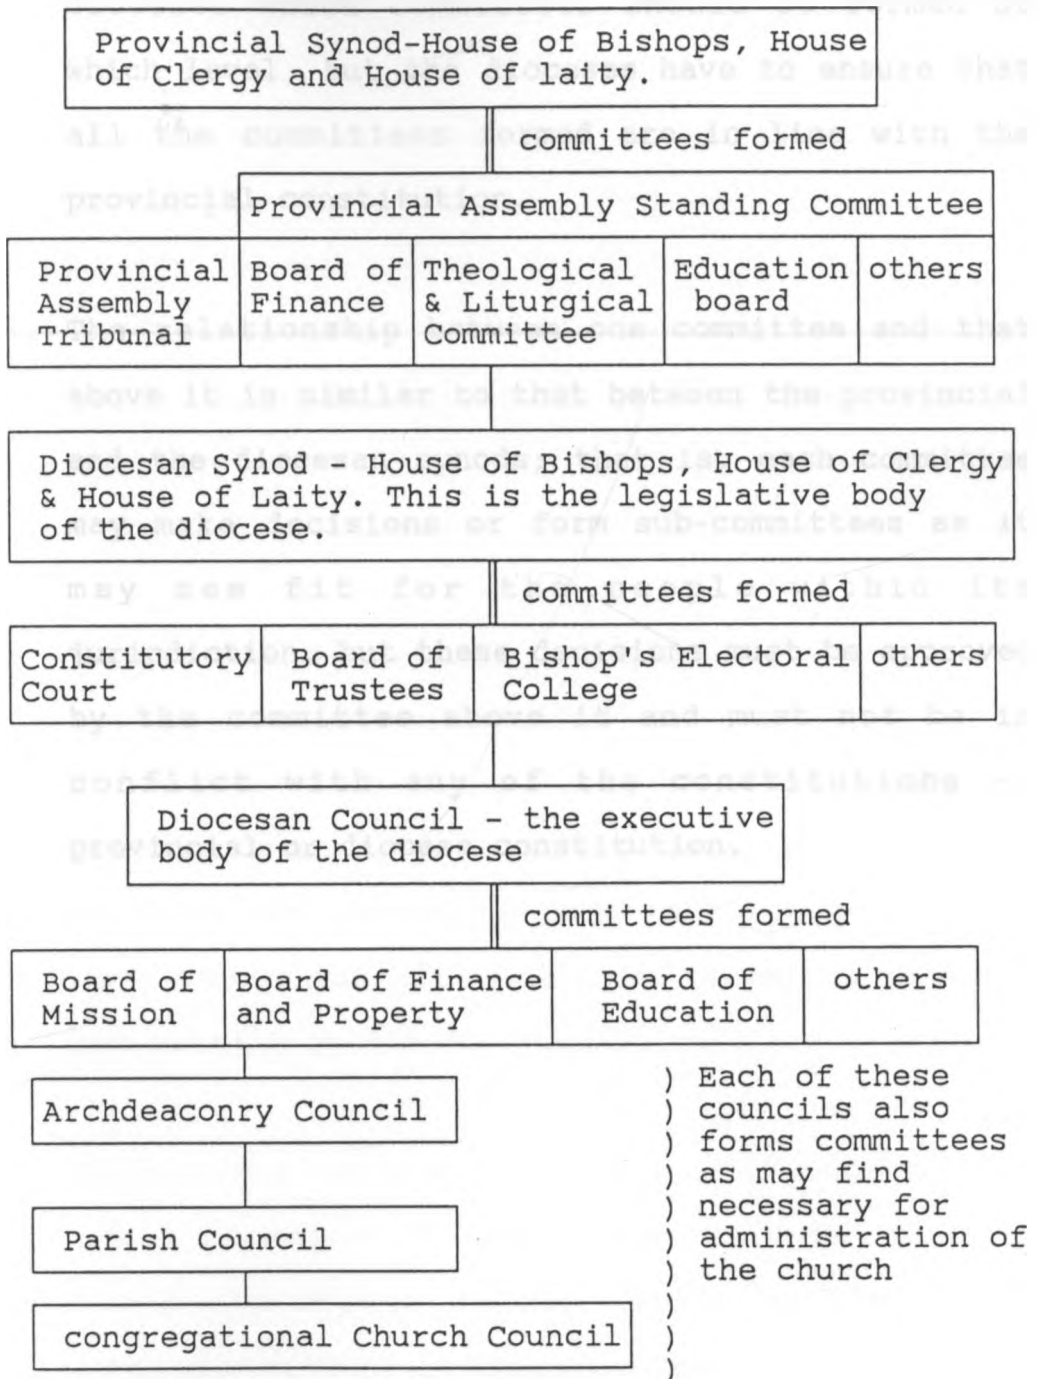 Provincial Synod-House of Bishops, House
of clergy and House of laity.
committees formed
Provincial Assembly Standing Committee
Provincial
Assembly
Tribunal
Board of
Finance
Theological
& Liturgical
Committee
Education
board
others
Diocesan Synod - House of Bishops, House of Clergy
& House of Laity. This is the legislative body
of the diocese.
committees formed
Constitutory
Court
Board of
Trustees
Bishop's Electoral
College
others
Diocesan Council - the executive
body of the diocese
committees formed
Board of
Mission
Board of Finance
and Property
Board of
Education
others
Archdeaconry Council
Parish Council
congregational Church Council
) Each of these
) councils also
) forms committees
) as may find
) necessary for
) administration of
) the church
)
)
)